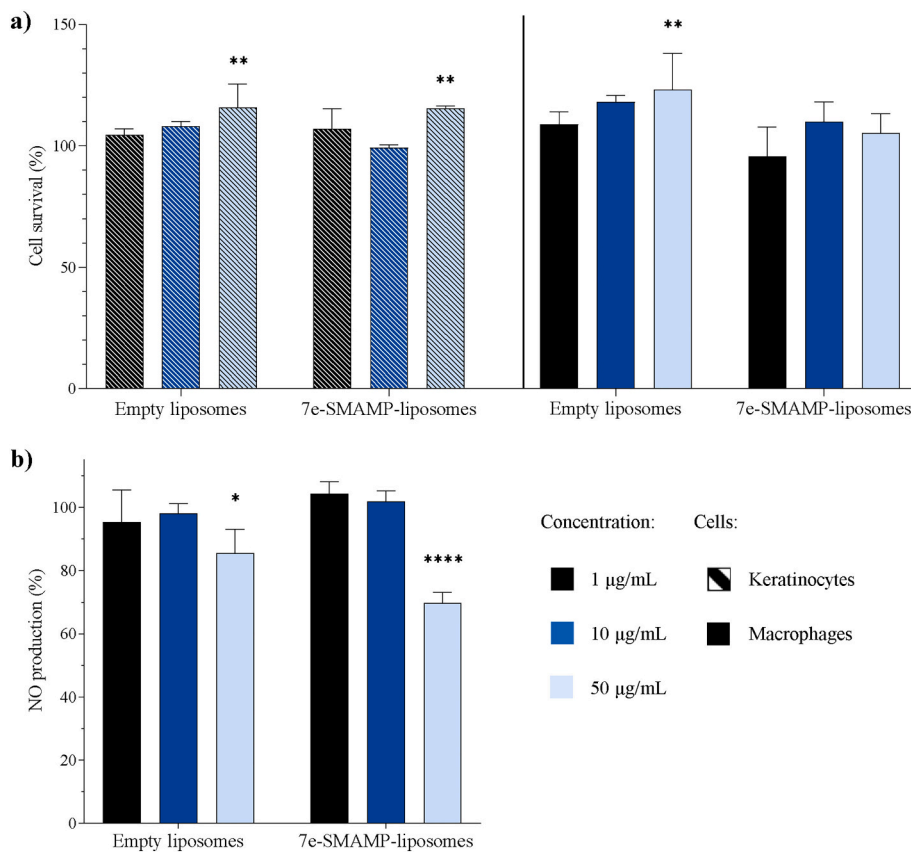 a)
Cell survival (%)
150
100
50
0
**
**
**
Empty liposomes
7e-SMAMP-liposomes
Empty liposomes
7e-SMAMP-liposomes
b)
NO production (%)
100
80
60
40
20
0
*
****
Empty liposomes
7e-SMAMP-liposomes
Concentration:
1 µg/mL
10 µg/mL
50 µg/mL
Cells:
Keratinocytes
Macrophages